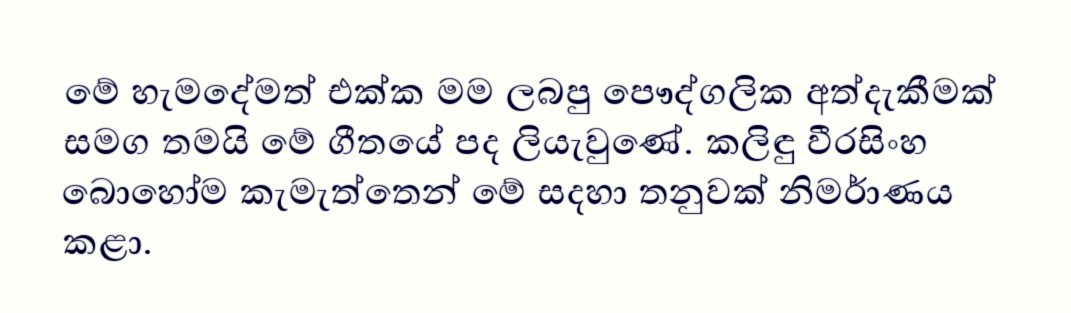 මේ හැමදේමත් එක්ක මම ලබපු පෞද්ගලික අත්දැකීමක්
සමග තමයි මේ ගීතයේ පද ලියැවුණේ. කලිඳු වීරසිංහ
බොහෝම කැමැත්තෙන් මේ සඳහා තනුවක් නිර්මාණය
කළා.